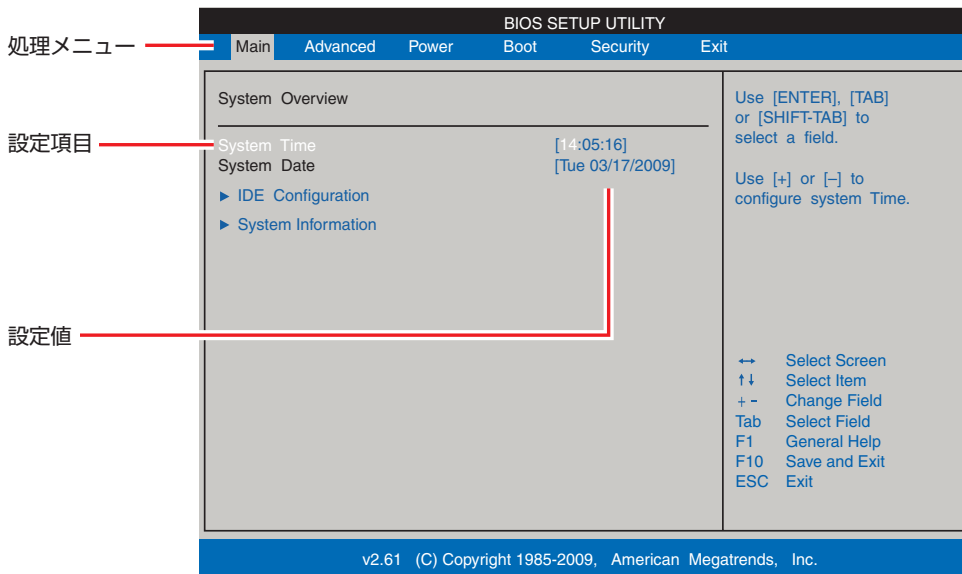 BIOS SETUP UTILITY
処理メニュー
Main Advanced Power Boot Security Exit
System Overview
設定項目
System Time [14:05:16]
System Date [Tue 03/17/2009]
► IDE Configuration
► System Information
設定値
Use [ENTER], [TAB]
or [SHIFT-TAB] to
select a field.
Use [+] or [–] to
configure system Time.
↔ Select Screen
↑↓ Select Item
+ - Change Field
Tab Select Field
F1 General Help
F10 Save and Exit
ESC Exit
v2.61 (C) Copyright 1985-2009, American Megatrends, Inc.